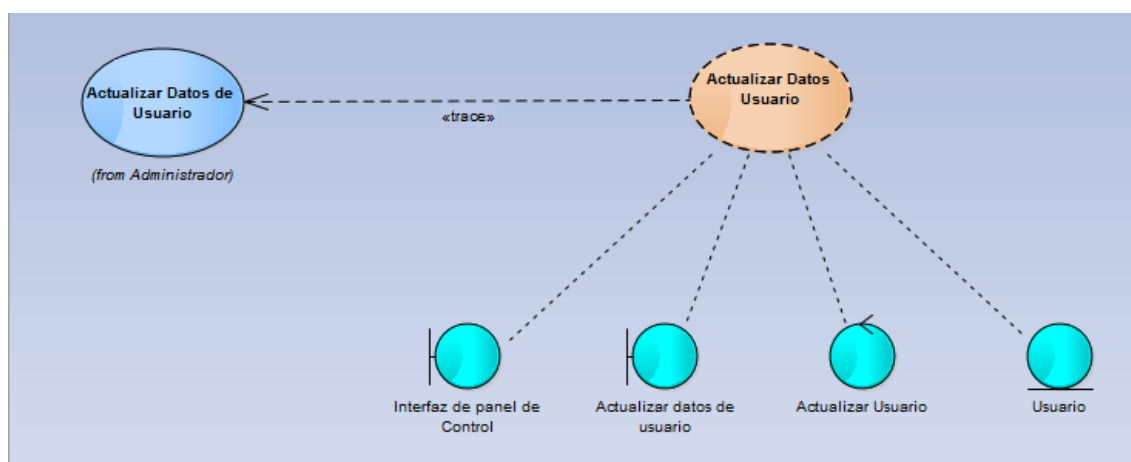 Actualizar Datos de
Usuario
(from Administrador)
«trace»
Actualizar Datos
Usuario
Interfaz de panel de
Control
Actualizar datos de
usuario
Actualizar Usuario
Usuario